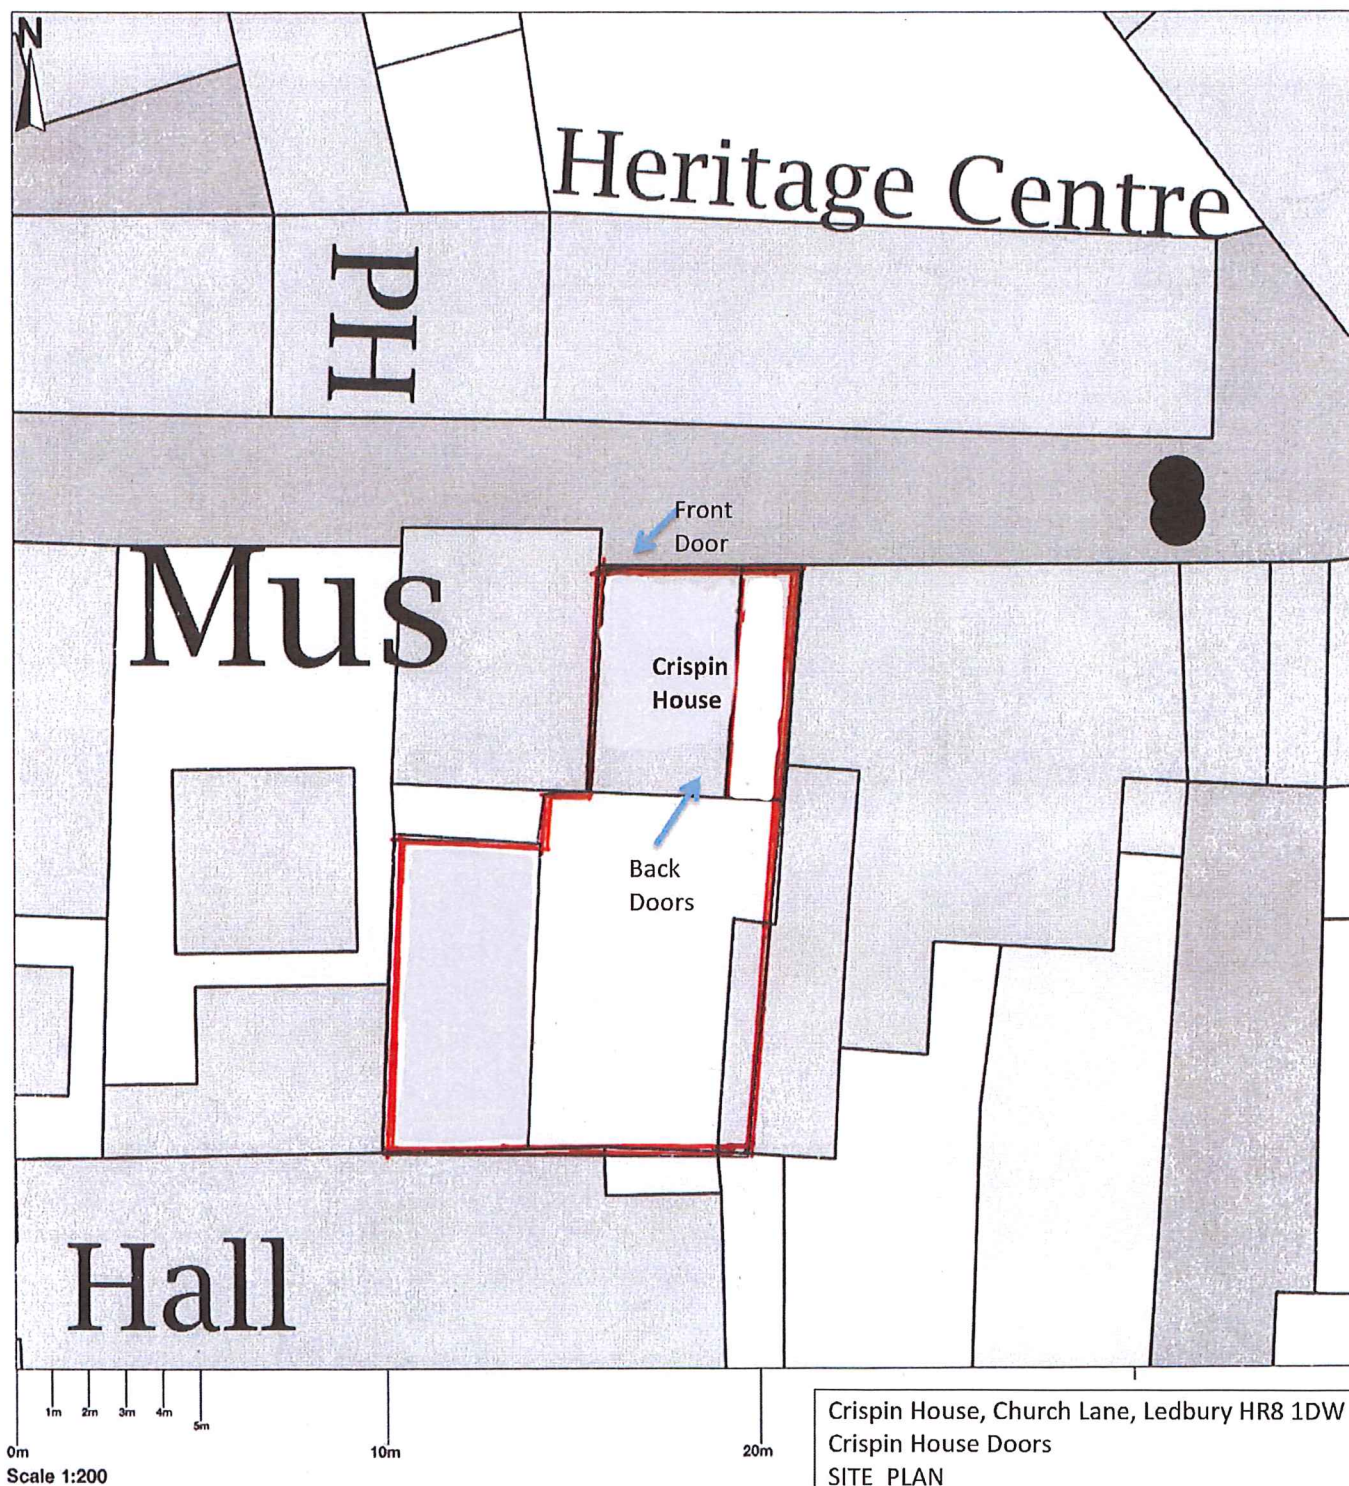 N
Heritage Centre
PH
Front
Door
Mus
Crispin
House
Back
Doors
Hall
1m 2m 3m 4m
5m
0m 10m 20m
Scale 1:200
Crispin House, Church Lane, Ledbury HR8 1DW
Crispin House Doors
SITE PLAN